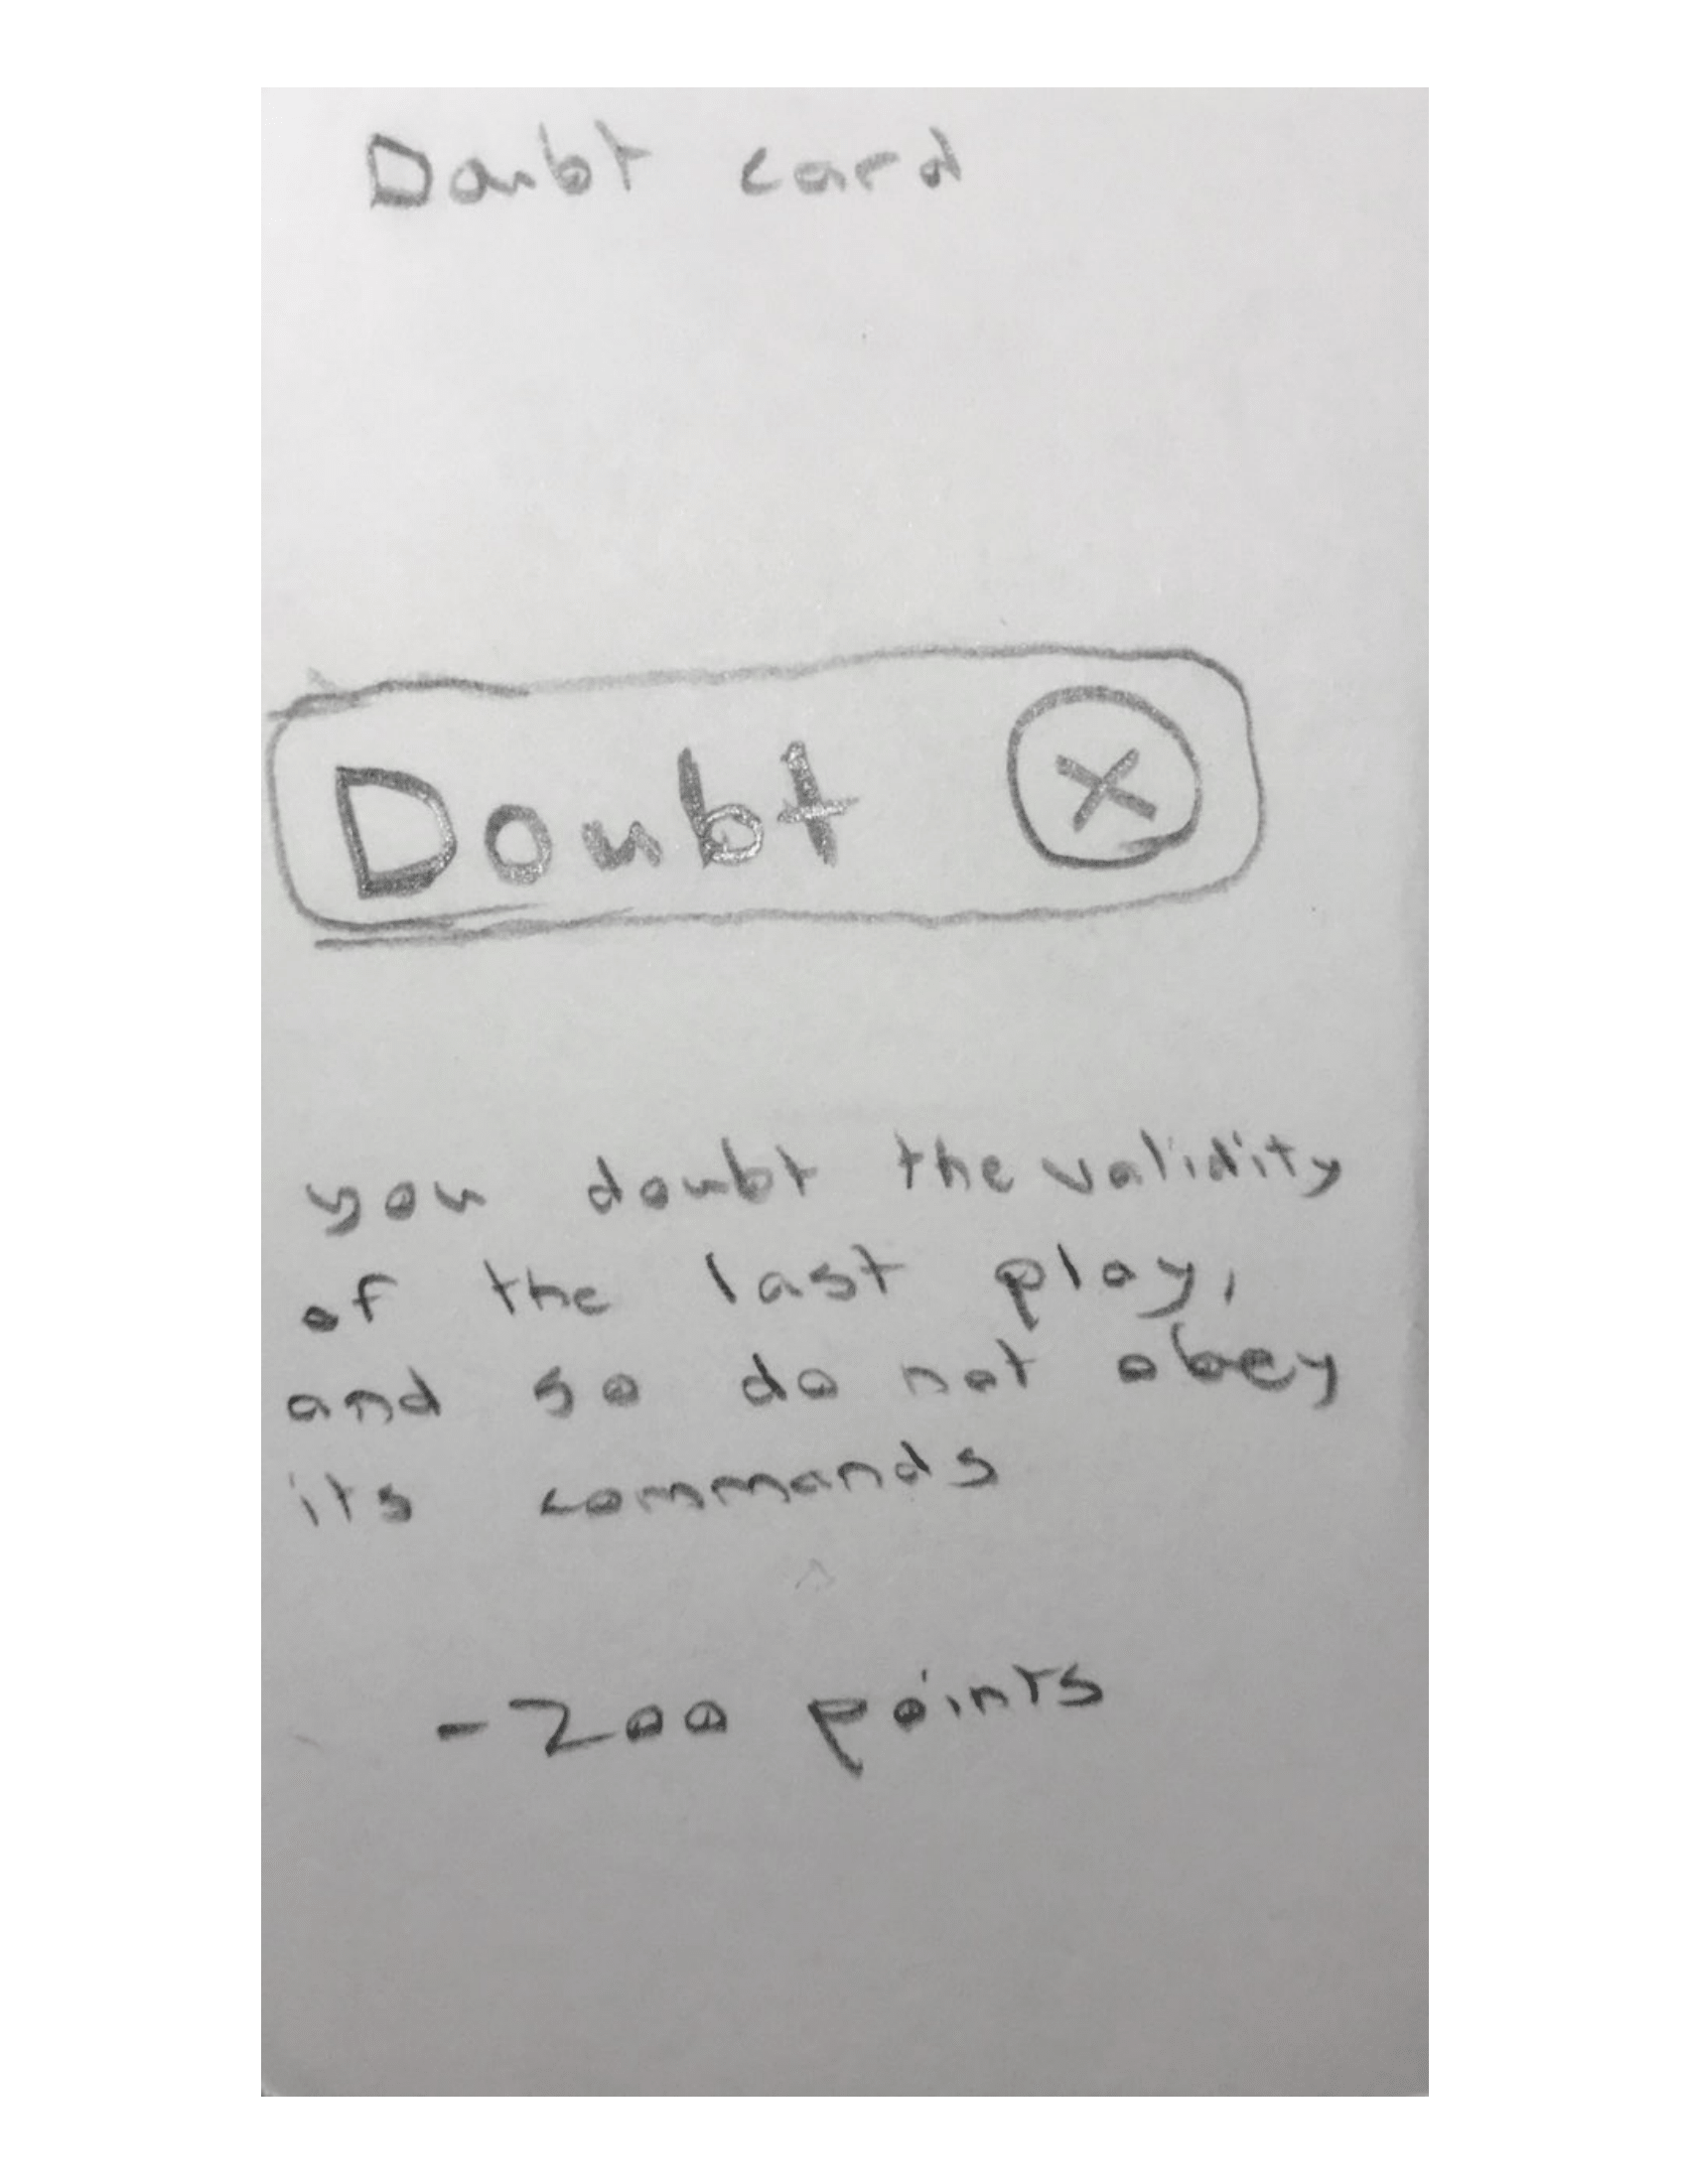 Doubt card
Doubt X
you doubt the validity
of the last play,
and so do not obey
its commands
-200 points